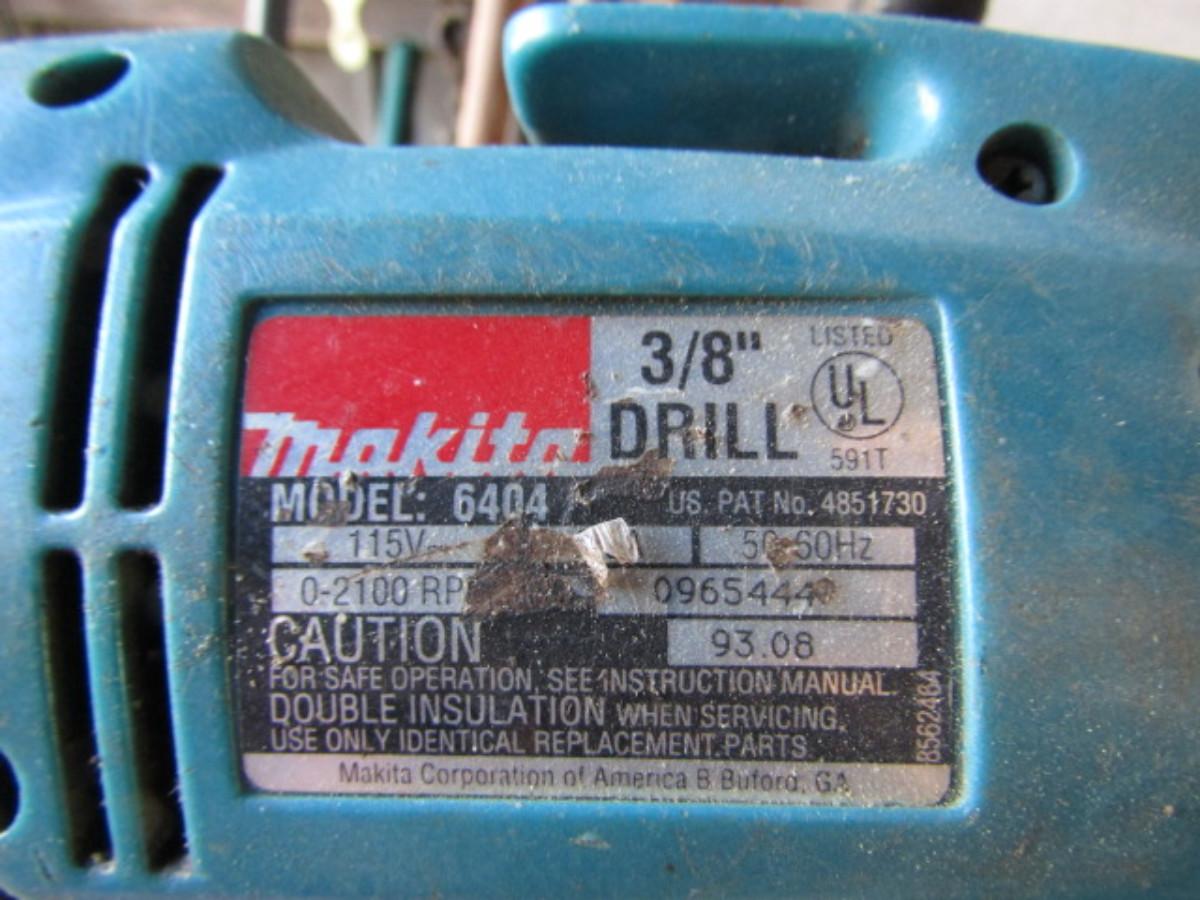 makita
3/8"
DRILL
LISTED
UL
591T
MODEL: 6404
US. PAT No. 4851730
115V~
50-60Hz
0-2100
93.08
CAUTION
FOR SAFE OPERATION, SEE INSTRUCTION MANUAL.
DOUBLE INSULATION WHEN SERVICING,
USE ONLY IDENTICAL REPLACEMENT PARTS
8562464
Makita Corporation of America B Buford, GA